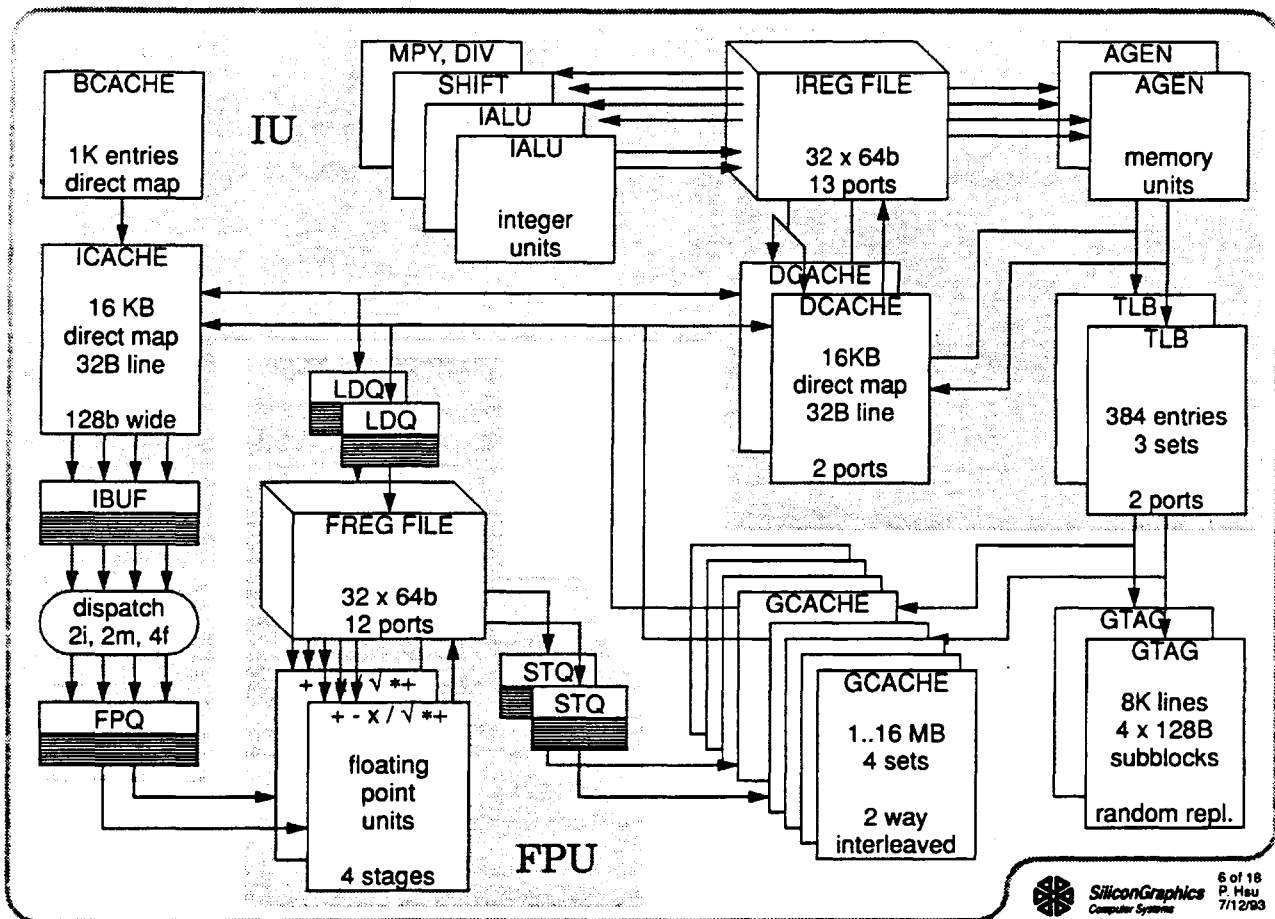 MPY, DIV
SHIFT
IALU
IALU
integer
units
IU
BCACHE
1K entries
direct map
IREG FILE
32 x 64b
13 ports
AGEN
AGEN
memory
units
ICACHE
16 KB
direct map
32B line
128b wide
DCACHE
DCACHE
16KB
direct map
32B line
2 ports
TLB
TLB
384 entries
3 sets
2 ports
LDQ
LDQ
IBUF
FREG FILE
32 x 64b
12 ports
dispatch
2i, 2m, 4f
FPQ
STQ
STQ
GCACHE
GCACHE
1..16 MB
4 sets
2 way
interleaved
GTAG
GTAG
8K lines
4 x 128B
subblocks
random repl.
+ / √ *+
+ - x / √ *+
floating
point
units
4 stages
FPU
SiliconGraphics
Computer Systems
6 of 18
P. Hsu
7/12/93